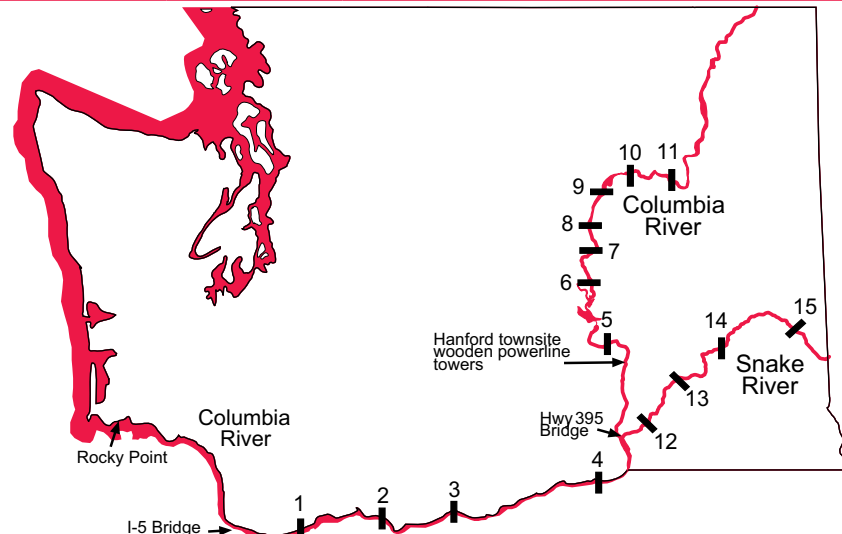 10
11
9
Columbia
River
8
7
6
5
Hanford townsite
wooden powerline
towers
15
14
Snake
River
13
Hwy 395
Bridge
12
Columbia
River
Rocky Point
4
3
2
1
I-5 Bridge